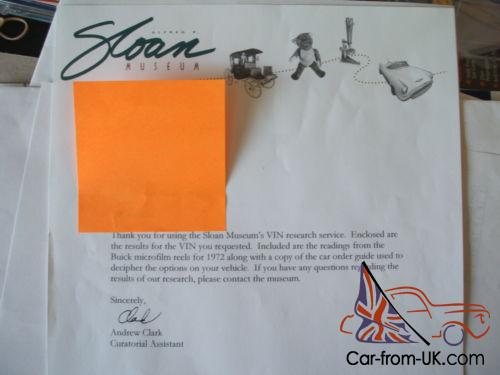 ALFRED P.
Sloan
MUSEUM
Thank you for using the Sloan Museum's VIN research service. Enclosed are
the results for the VIN you requested. Included are the readings from the
Buick microfilm reels for 1972 along with a copy of the car order guide used to
decipher the options on your vehicle. If you have any questions regarding the
results of our research, please contact the museum.
Sincerely,
Clark
Andrew Clark
Curatorial Assistant
Car-from-UK.com